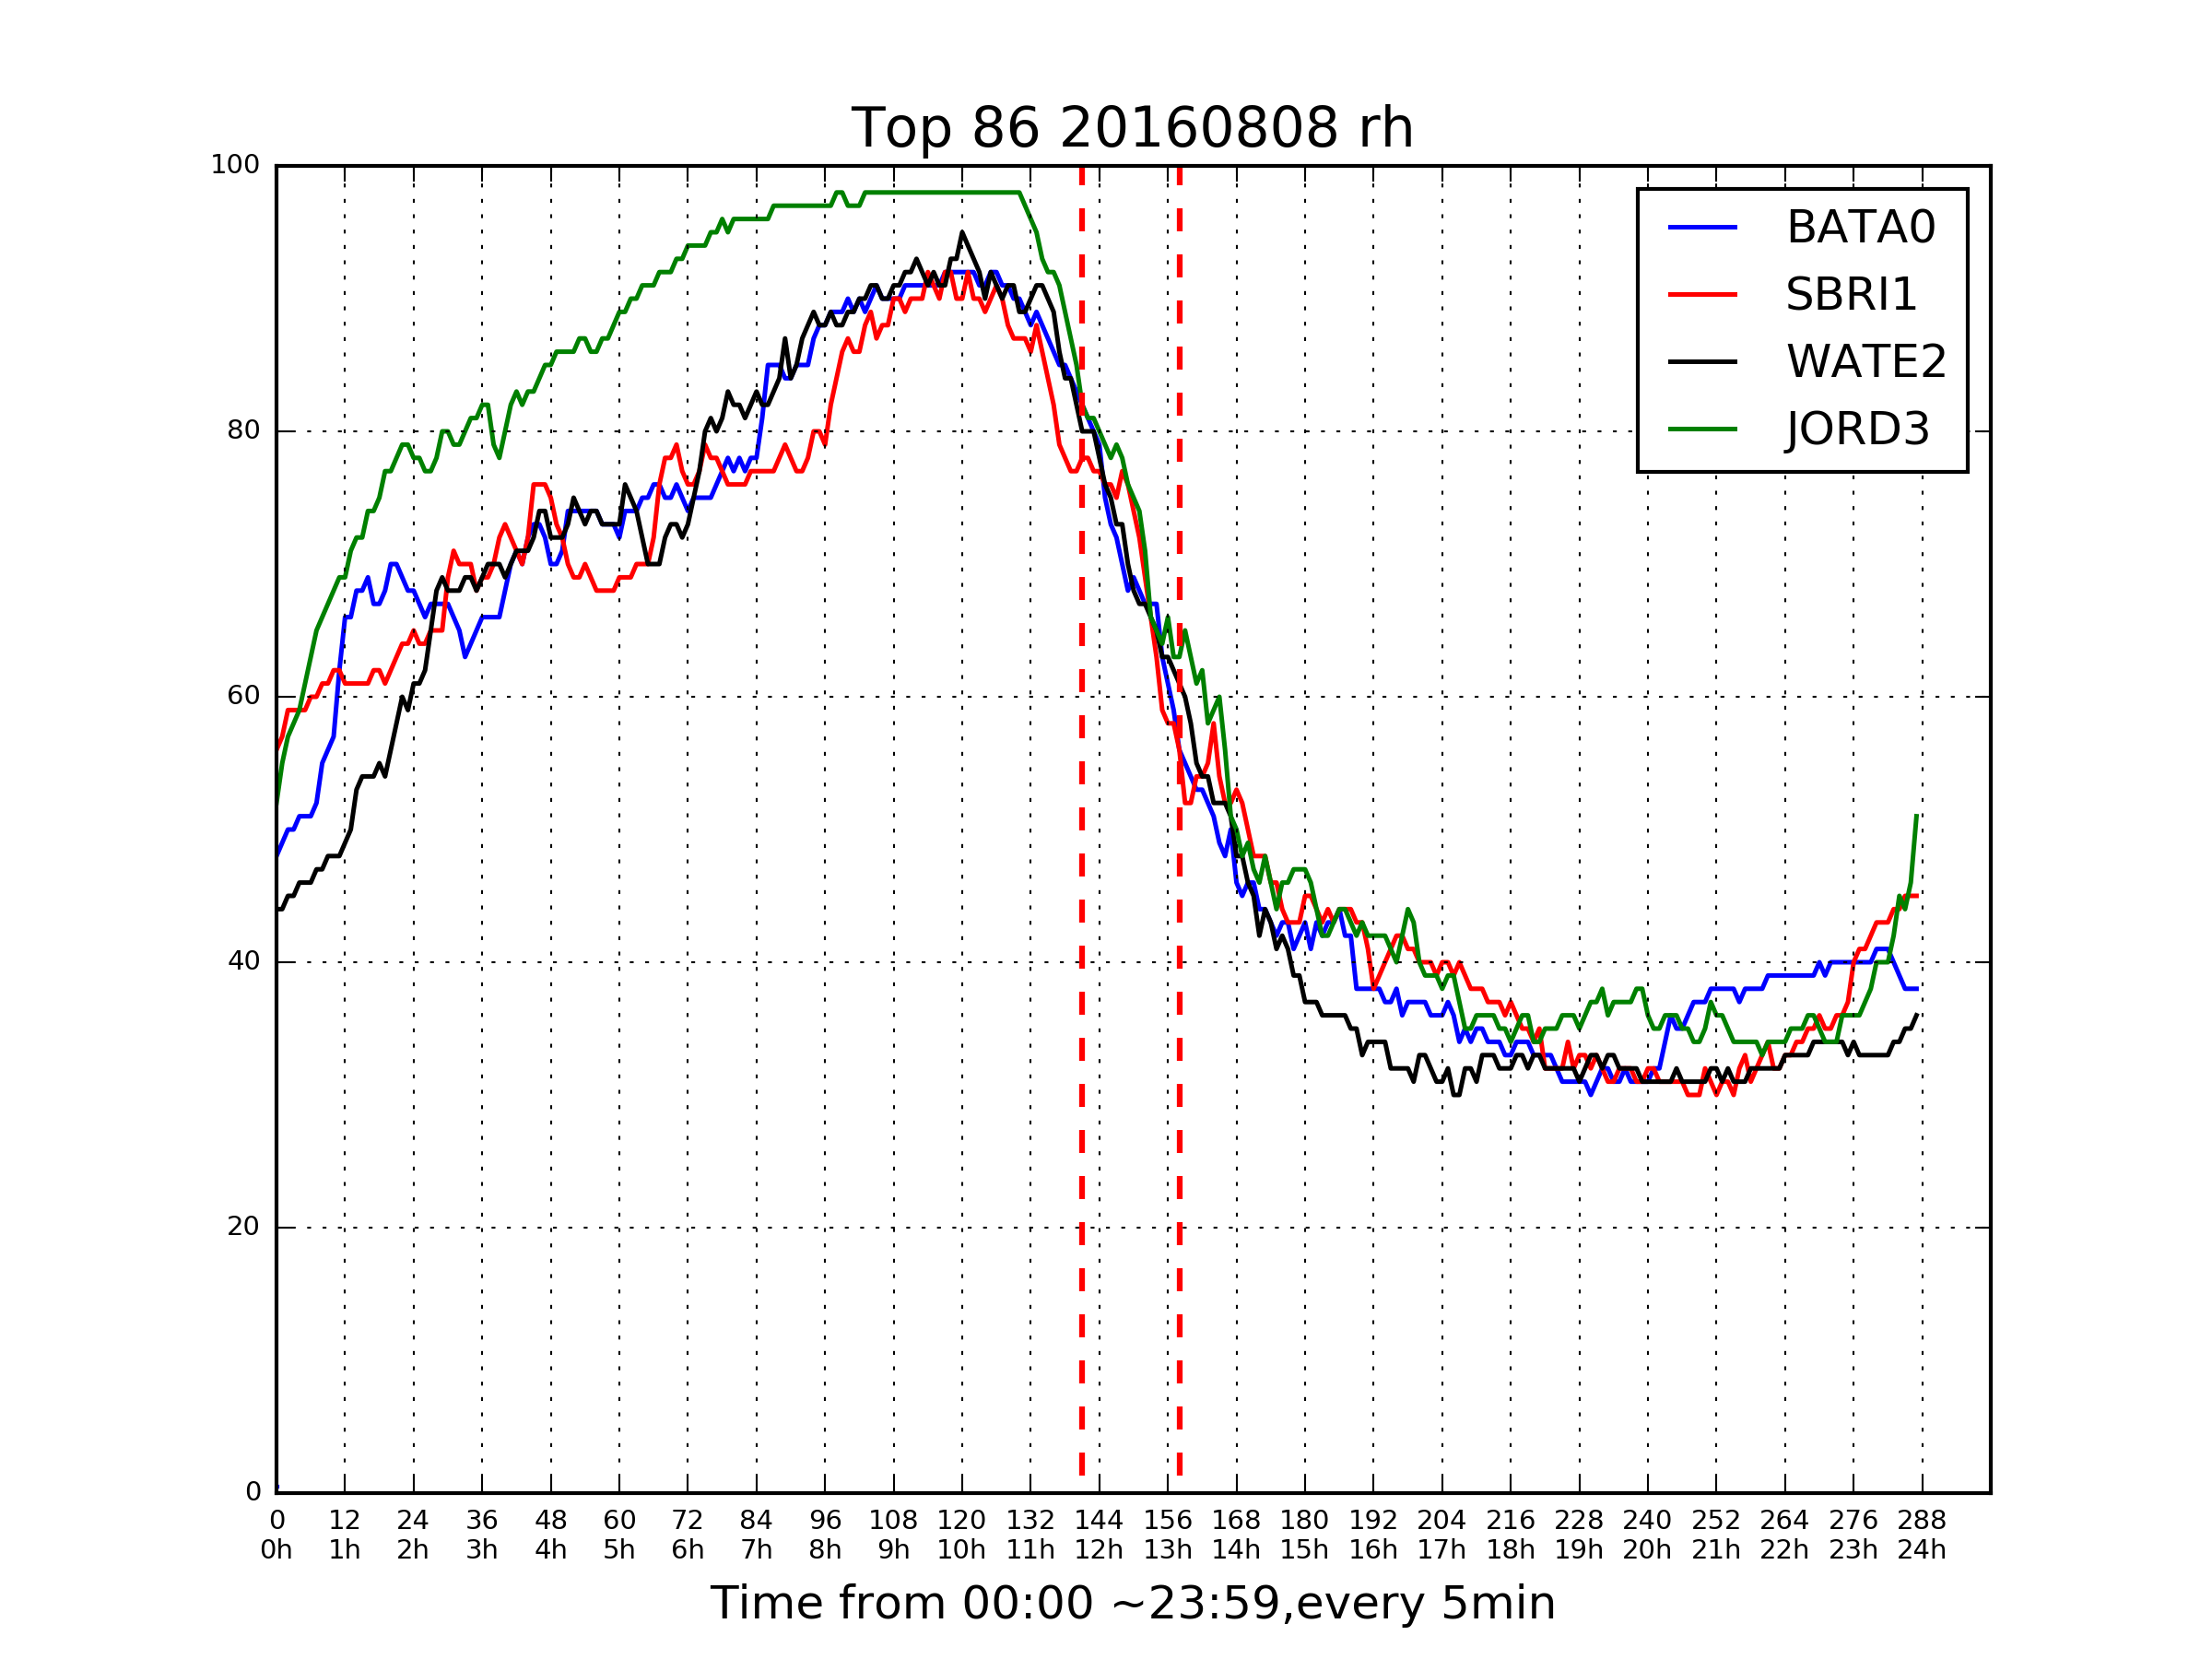 Top 86 20160808 rh
100
80
60
40
20
0
BATA0
SBRI1
WATE2
JORD3
0 12 24 36 48 60 72 84 96 108 120 132 144 156 168 180 192 204 216 228 240 252 264 276 288
0h 1h 2h 3h 4h 5h 6h 7h 8h 9h 10h 11h 12h 13h 14h 15h 16h 17h 18h 19h 20h 21h 22h 23h 24h
Time from 00:00 ~23:59,every 5min